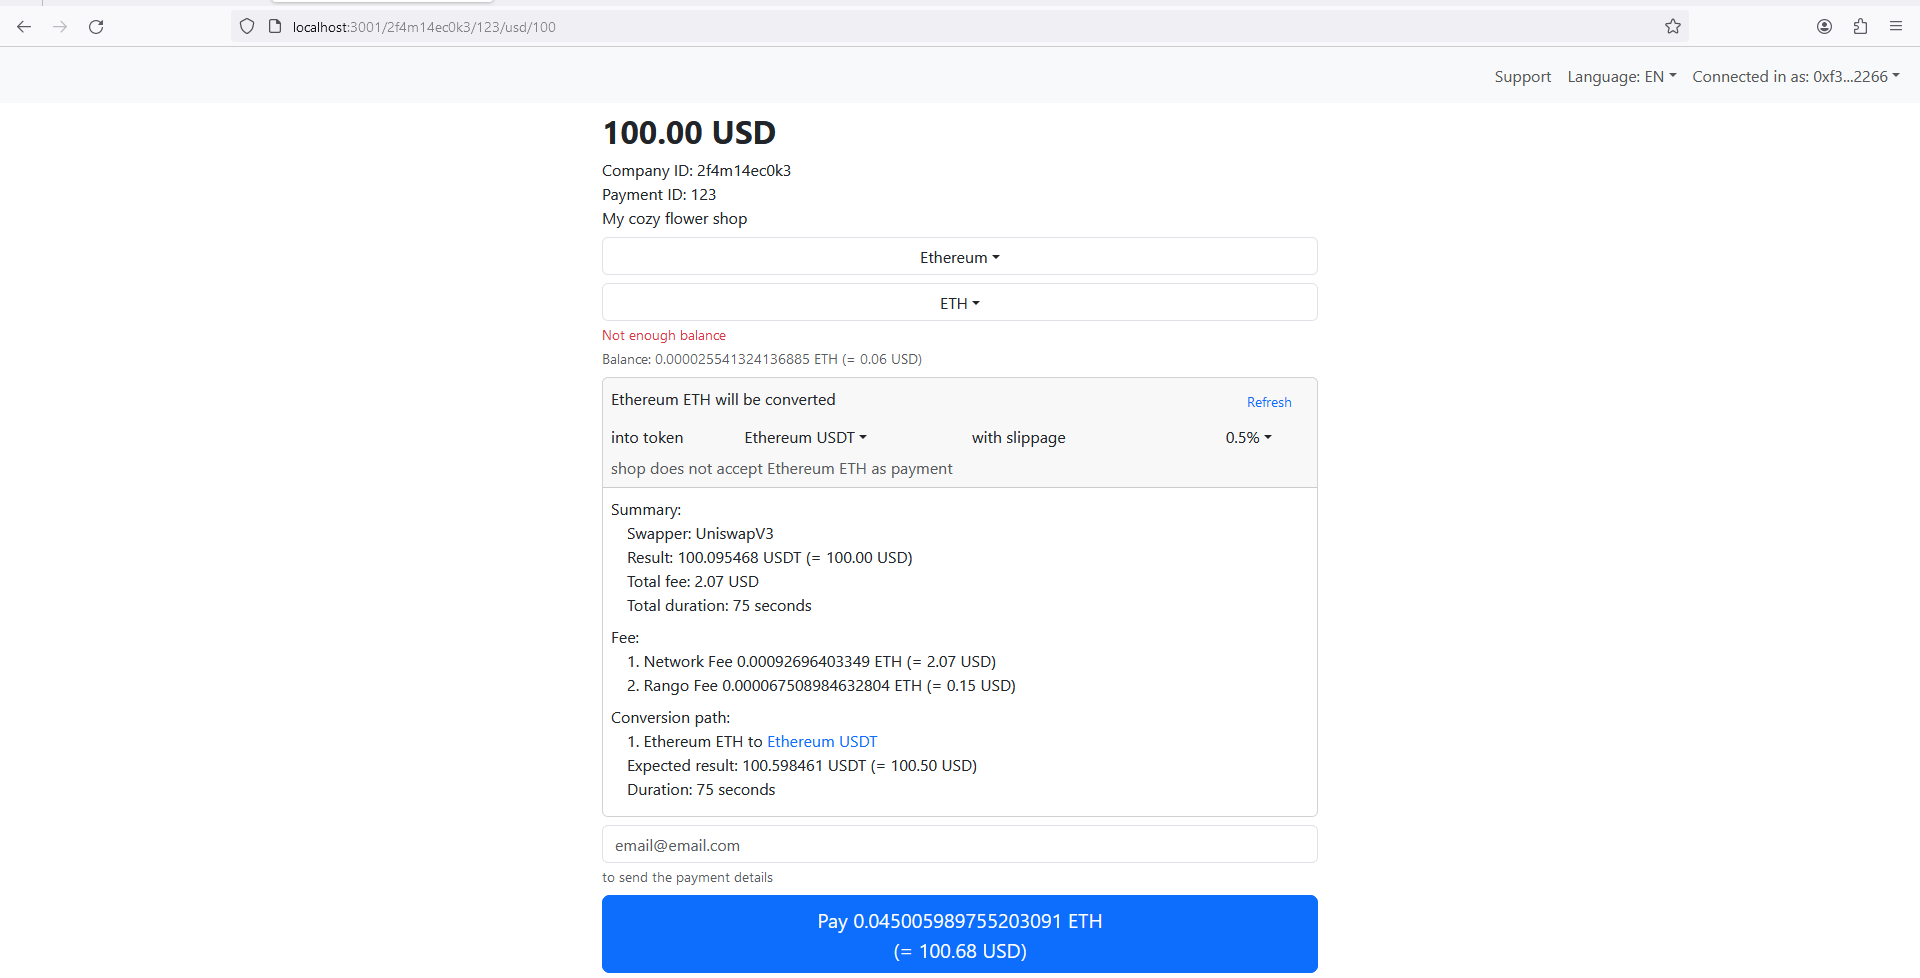 localhost:3001/2f4m14ec0k3/123/usd/100
Support Language: EN Connected in as: 0xf3...2266
100.00 USD
Company ID: 2f4m14ec0k3
Payment ID: 123
My cozy flower shop
Ethereum
ETH
Not enough balance
Balance: 0.000025541324136885 ETH (= 0.06 USD)
Ethereum ETH will be converted Refresh
into token Ethereum USDT with slippage 0.5%
shop does not accept Ethereum ETH as payment
Summary:
Swapper: UniswapV3
Result: 100.095468 USDT (= 100.00 USD)
Total fee: 2.07 USD
Total duration: 75 seconds
Fee:
1. Network Fee 0.00092696403349 ETH (= 2.07 USD)
2. Rango Fee 0.000067508984632804 ETH (= 0.15 USD)
Conversion path:
1. Ethereum ETH to Ethereum USDT
Expected result: 100.598461 USDT (= 100.50 USD)
Duration: 75 seconds
email@email.com
to send the payment details
Pay 0.045005989755203091 ETH
(= 100.68 USD)